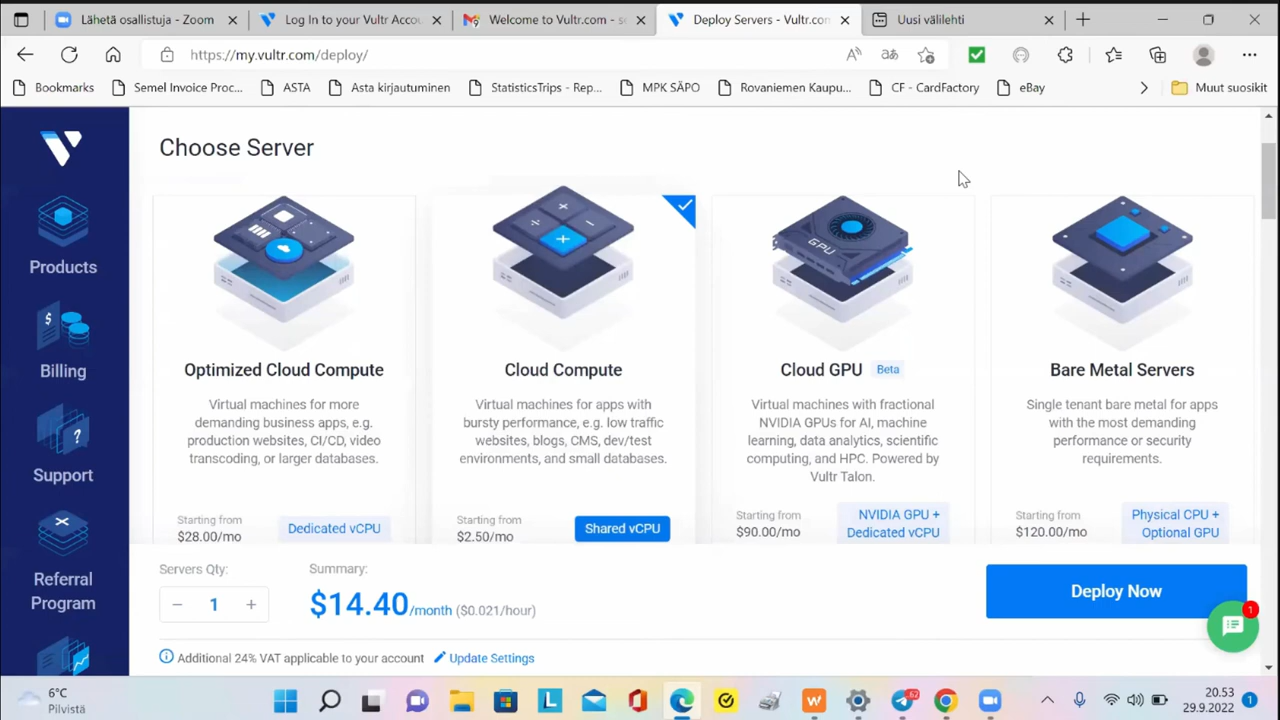 Lähetä osallistuja - Zoom
Log In to your Vultr Accou
Welcome to Vultr.com - se
Deploy Servers - Vultr.co
Uusi välilehti
https://my.vultr.com/deploy/
Bookmarks
Semel Invoice Proc...
ASTA
Asta kirjautuminen
StatisticsTrips - Rep...
MPK SÄPO
Rovaniemen Kaupu...
CF - CardFactory
eBay
Muut suosikit
Choose Server
Products
Billing
Support
Referral
Program
GPU
Optimized Cloud Compute
Virtual machines for more
demanding business apps, e.g.
production websites, CI/CD, video
transcoding, or larger databases.
Starting from
$28.00/mo
Dedicated vCPU
Cloud Compute
Virtual machines for apps with
bursty performance, e.g. low traffic
websites, blogs, CMS, dev/test
environments, and small databases.
Starting from
$2.50/mo
Shared vCPU
Cloud GPU Beta
Virtual machines with fractional
NVIDIA GPUs for AI, machine
learning, data analytics, scientific
computing, and HPC. Powered by
Vultr Talon.
Starting from
$90.00/mo
NVIDIA GPU +
Dedicated vCPU
Bare Metal Servers
Single tenant bare metal for apps
with the most demanding
performance or security
requirements.
Starting from
$120.00/mo
Physical CPU +
Optional GPU
Servers Qty:
− 1 +
Summary:
$14.40/month ($0.021/hour)
Deploy Now
1
Additional 24% VAT applicable to your account
Update Settings
6°C
Pilvistä
62
20.53
29.9.2022
1